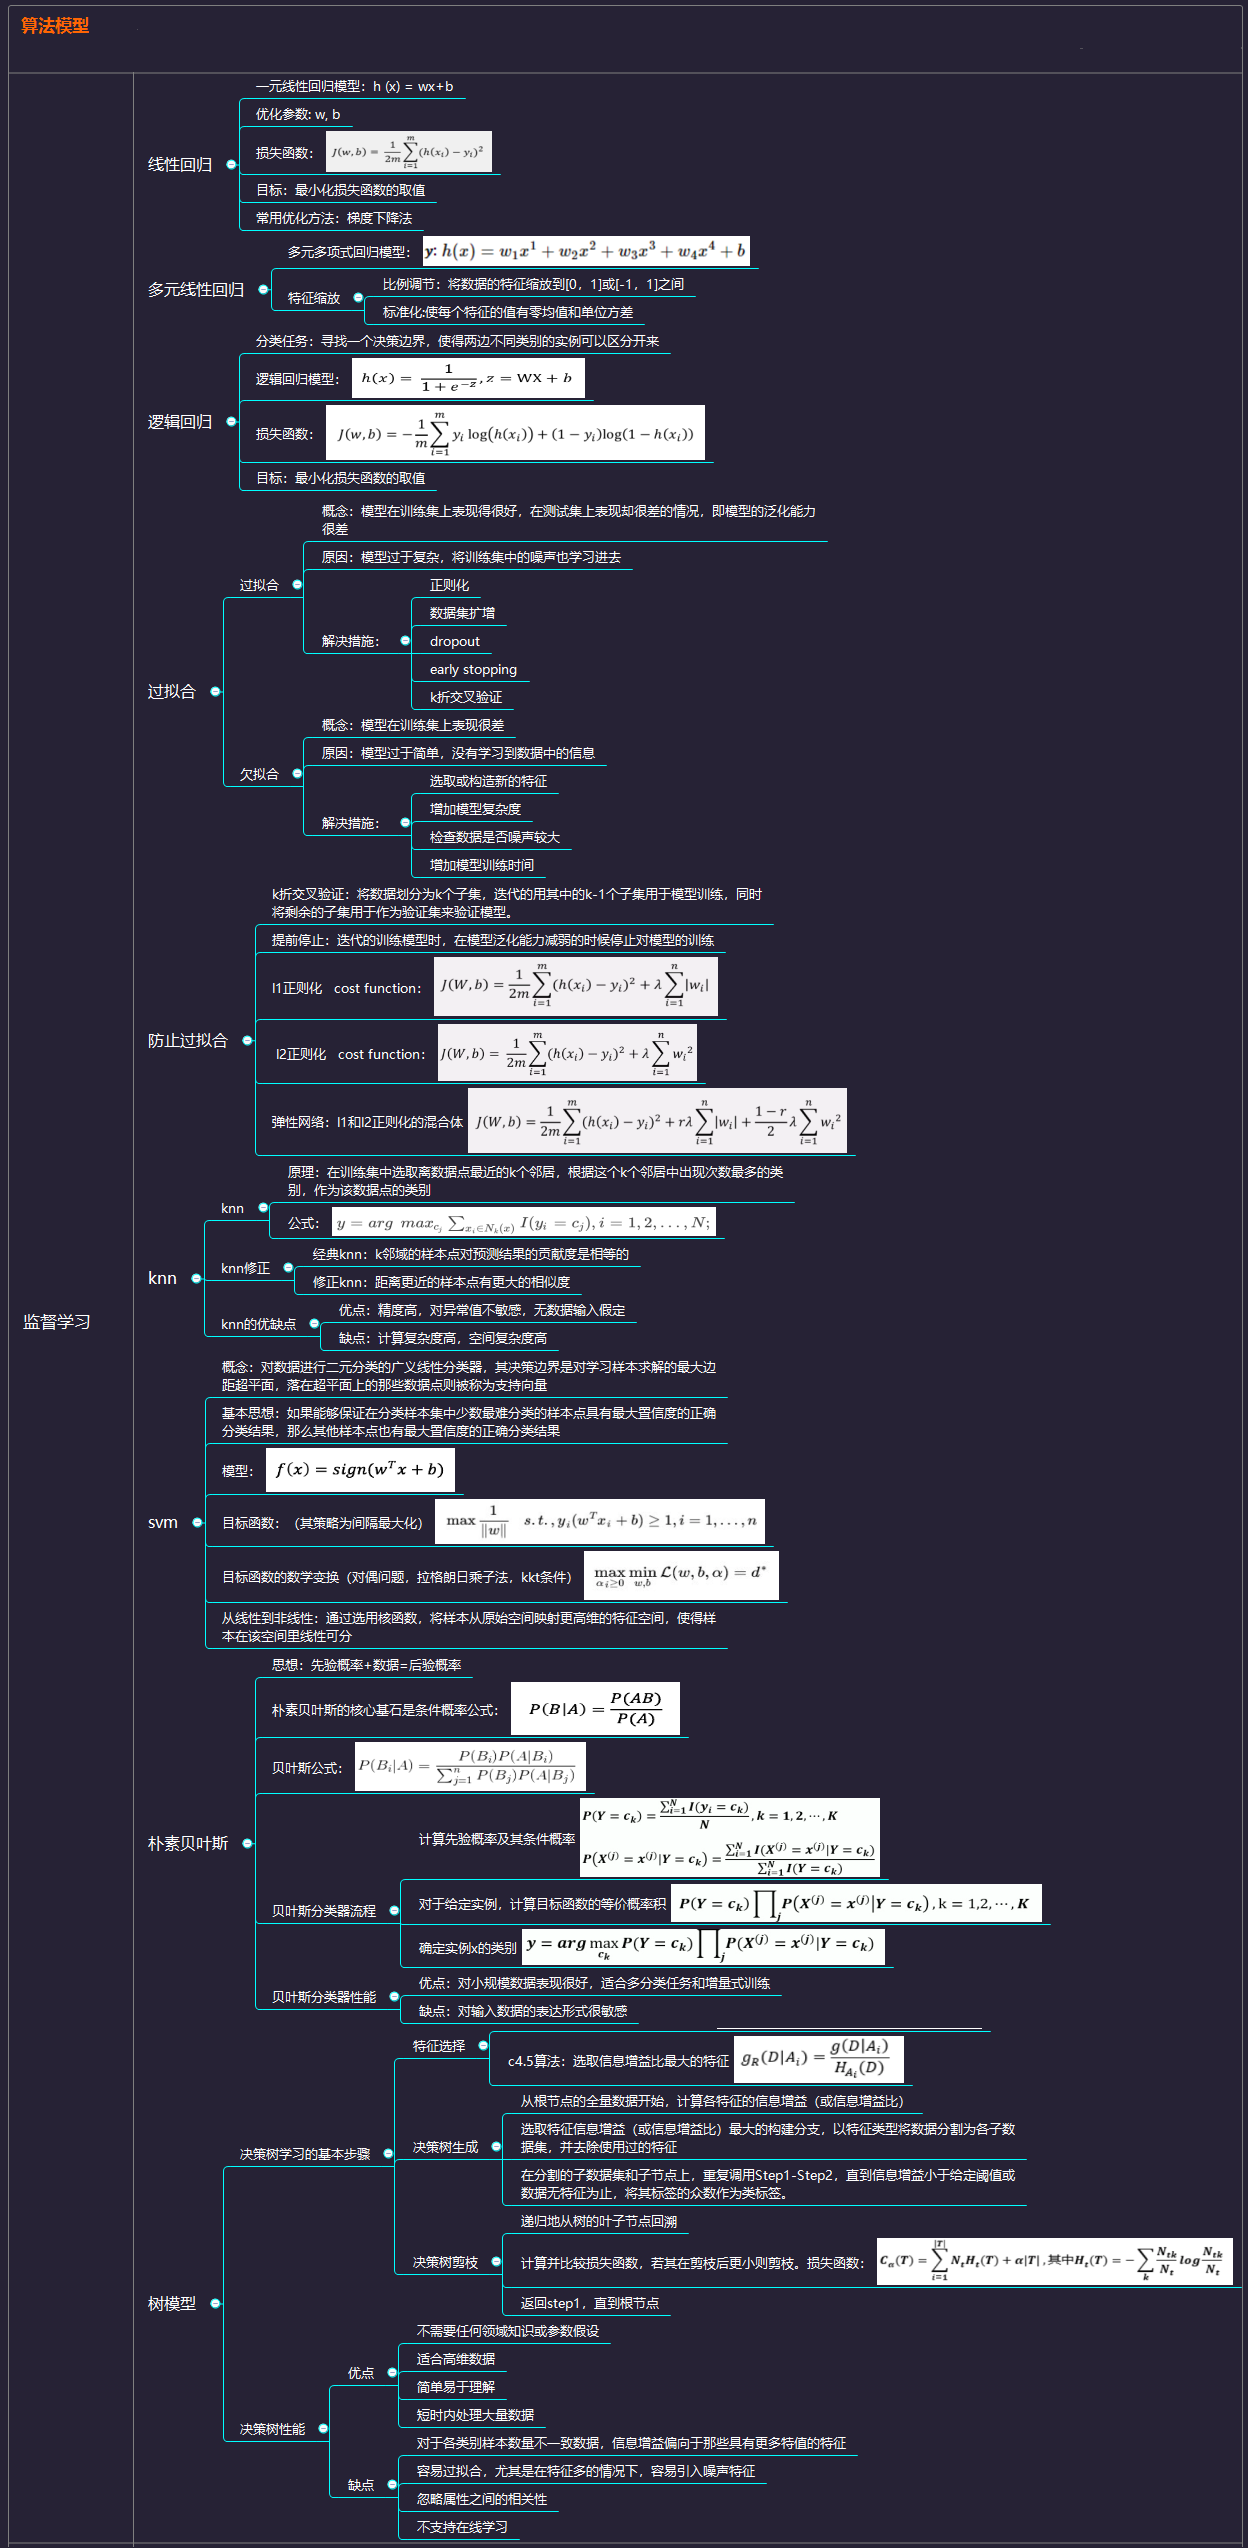 算法模型
监督学习
线性回归
一元线性回归模型：h (x) = wx+b
优化参数: w, b
损失函数： J(w,b) = \frac{1}{2m}\sum_{i=1}^{m}(h(x_i) − y_i)^2
目标：最小化损失函数的取值
常用优化方法：梯度下降法
多元线性回归
多元多项式回归模型： y: h(x) = w_1x^1 + w_2x^2 + w_3x^3 + w_4x^4 + b
特征缩放
比例调节：将数据的特征缩放到[0，1]或[-1，1]之间
标准化:使每个特征的值有零均值和单位方差
逻辑回归
分类任务：寻找一个决策边界，使得两边不同类别的实例可以区分开来
逻辑回归模型： h(x) = \frac{1}{1 + e^{−z}}, z = WX + b
损失函数： J(w,b) = −\frac{1}{m}\sum_{i=1}^{m} y_i log(h(x_i)) + (1 − y_i)log(1 − h(x_i))
目标：最小化损失函数的取值
过拟合
过拟合
概念：模型在训练集上表现得很好，在测试集上表现却很差的情况，即模型的泛化能力
很差
原因：模型过于复杂，将训练集中的噪声也学习进去
解决措施：
正则化
数据集扩增
dropout
early stopping
k折交叉验证
欠拟合
概念：模型在训练集上表现很差
原因：模型过于简单，没有学习到数据中的信息
解决措施：
选取或构造新的特征
增加模型复杂度
检查数据是否噪声较大
增加模型训练时间
防止过拟合
k折交叉验证：将数据划分为k个子集，迭代的用其中的k-1个子集用于模型训练，同时
将剩余的子集用于作为验证集来验证模型。
提前停止：迭代的训练模型时，在模型泛化能力减弱的时候停止对模型的训练
l1正则化 cost function： J(W,b) = \frac{1}{2m}\sum_{i=1}^{m}(h(x_i) − y_i)^2 + λ\sum_{i=1}^{n}|w_i|
l2正则化 cost function： J(W,b) = \frac{1}{2m}\sum_{i=1}^{m}(h(x_i) − y_i)^2 + λ\sum_{i=1}^{n}w_i^2
弹性网络：l1和l2正则化的混合体 J(W,b) = \frac{1}{2m}\sum_{i=1}^{m}(h(x_i) − y_i)^2 + rλ\sum_{i=1}^{n}|w_i| + \frac{1−r}{2}λ\sum_{i=1}^{n}w_i^2
knn
knn
原理：在训练集中选取离数据点最近的k个邻居，根据这个k个邻居中出现次数最多的类
别，作为该数据点的类别
公式： y = arg max_{c_j} \sum_{x_i∈N_k(x)} I(y_i = c_j), i = 1, 2, . . . , N;
knn修正
经典knn：k邻域的样本点对预测结果的贡献度是相等的
修正knn：距离更近的样本点有更大的相似度
knn的优缺点
优点：精度高，对异常值不敏感，无数据输入假定
缺点：计算复杂度高，空间复杂度高
svm
概念：对数据进行二元分类的广义线性分类器，其决策边界是对学习样本求解的最大边
距超平面，落在超平面上的那些数据点则被称为支持向量
基本思想：如果能够保证在分类样本集中少数最难分类的样本点具有最大置信度的正确
分类结果，那么其他样本点也有最大置信度的正确分类结果
模型： f(x) = sign(w^T x + b)
目标函数：（其策略为间隔最大化） max \frac{1}{||w||} s.t., y_i(w^T x_i + b) ≥ 1, i = 1, . . . , n
目标函数的数学变换（对偶问题，拉格朗日乘子法，kkt条件） \max_{α_i≥0} \min_{w,b} L(w, b, α) = d^*
从线性到非线性：通过选用核函数，将样本从原始空间映射更高维的特征空间，使得样
本在该空间里线性可分
朴素贝叶斯
思想：先验概率+数据=后验概率
朴素贝叶斯的核心基石是条件概率公式： P(B|A) = \frac{P(AB)}{P(A)}
贝叶斯公式： P(B_i|A) = \frac{P(B_i)P(A|B_i)}{\sum_{j=1}^{n} P(B_j)P(A|B_j)}
贝叶斯分类器流程
计算先验概率及其条件概率 P(Y = c_k) = \frac{\sum_{i=1}^{N} I(y_i = c_k)}{N}, k = 1, 2, ⋯, K
P(X^{(j)} = x^{(j)}|Y = c_k) = \frac{\sum_{i=1}^{N} I(X^{(j)} = x^{(j)}|Y = c_k)}{\sum_{i=1}^{N} I(Y = c_k)}
对于给定实例，计算目标函数的等价概率积 P(Y = c_k)\prod_j P(X^{(j)} = x^{(j)}|Y = c_k), k = 1,2, ⋯, K
确定实例x的类别 y = arg \max_{c_k} P(Y = c_k)\prod_j P(X^{(j)} = x^{(j)}|Y = c_k)
贝叶斯分类器性能
优点：对小规模数据表现很好，适合多分类任务和增量式训练
缺点：对输入数据的表达形式很敏感
树模型
决策树学习的基本步骤
特征选择
c4.5算法：选取信息增益比最大的特征 g_R(D|A_i) = \frac{g(D|A_i)}{H_{A_i}(D)}
决策树生成
从根节点的全量数据开始，计算各特征的信息增益（或信息增益比）
选取特征信息增益（或信息增益比）最大的构建分支，以特征类型将数据分割为各子数
据集，并去除使用过的特征
在分割的子数据集和子节点上，重复调用Step1-Step2，直到信息增益小于给定阈值或
数据无特征为止，将其标签的众数作为类标签。
决策树剪枝
递归地从树的叶子节点回溯
计算并比较损失函数，若其在剪枝后更小则剪枝。损失函数： C_α(T) = \sum_{i=1}^{|T|} N_t H_t(T) + α|T|, 其中H_t(T) = −\sum_k \frac{N_{tk}}{N_t} log \frac{N_{tk}}{N_t}
返回step1，直到根节点
决策树性能
优点
不需要任何领域知识或参数假设
适合高维数据
简单易于理解
短时内处理大量数据
缺点
对于各类别样本数量不一致数据，信息增益偏向于那些具有更多特值的特征
容易过拟合，尤其是在特征多的情况下，容易引入噪声特征
忽略属性之间的相关性
不支持在线学习